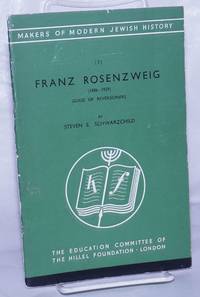 MAKERS OF MODERN JEWISH HISTORY
(1)
FRANZ ROSENZWEIG
(1886-1929)
(GUIDE OF REVERSIONERS)
BY
STEVEN S. SCHWARZSCHILD
THE EDUCATION COMMITTEE OF
THE HILLEL FOUNDATION · LONDON